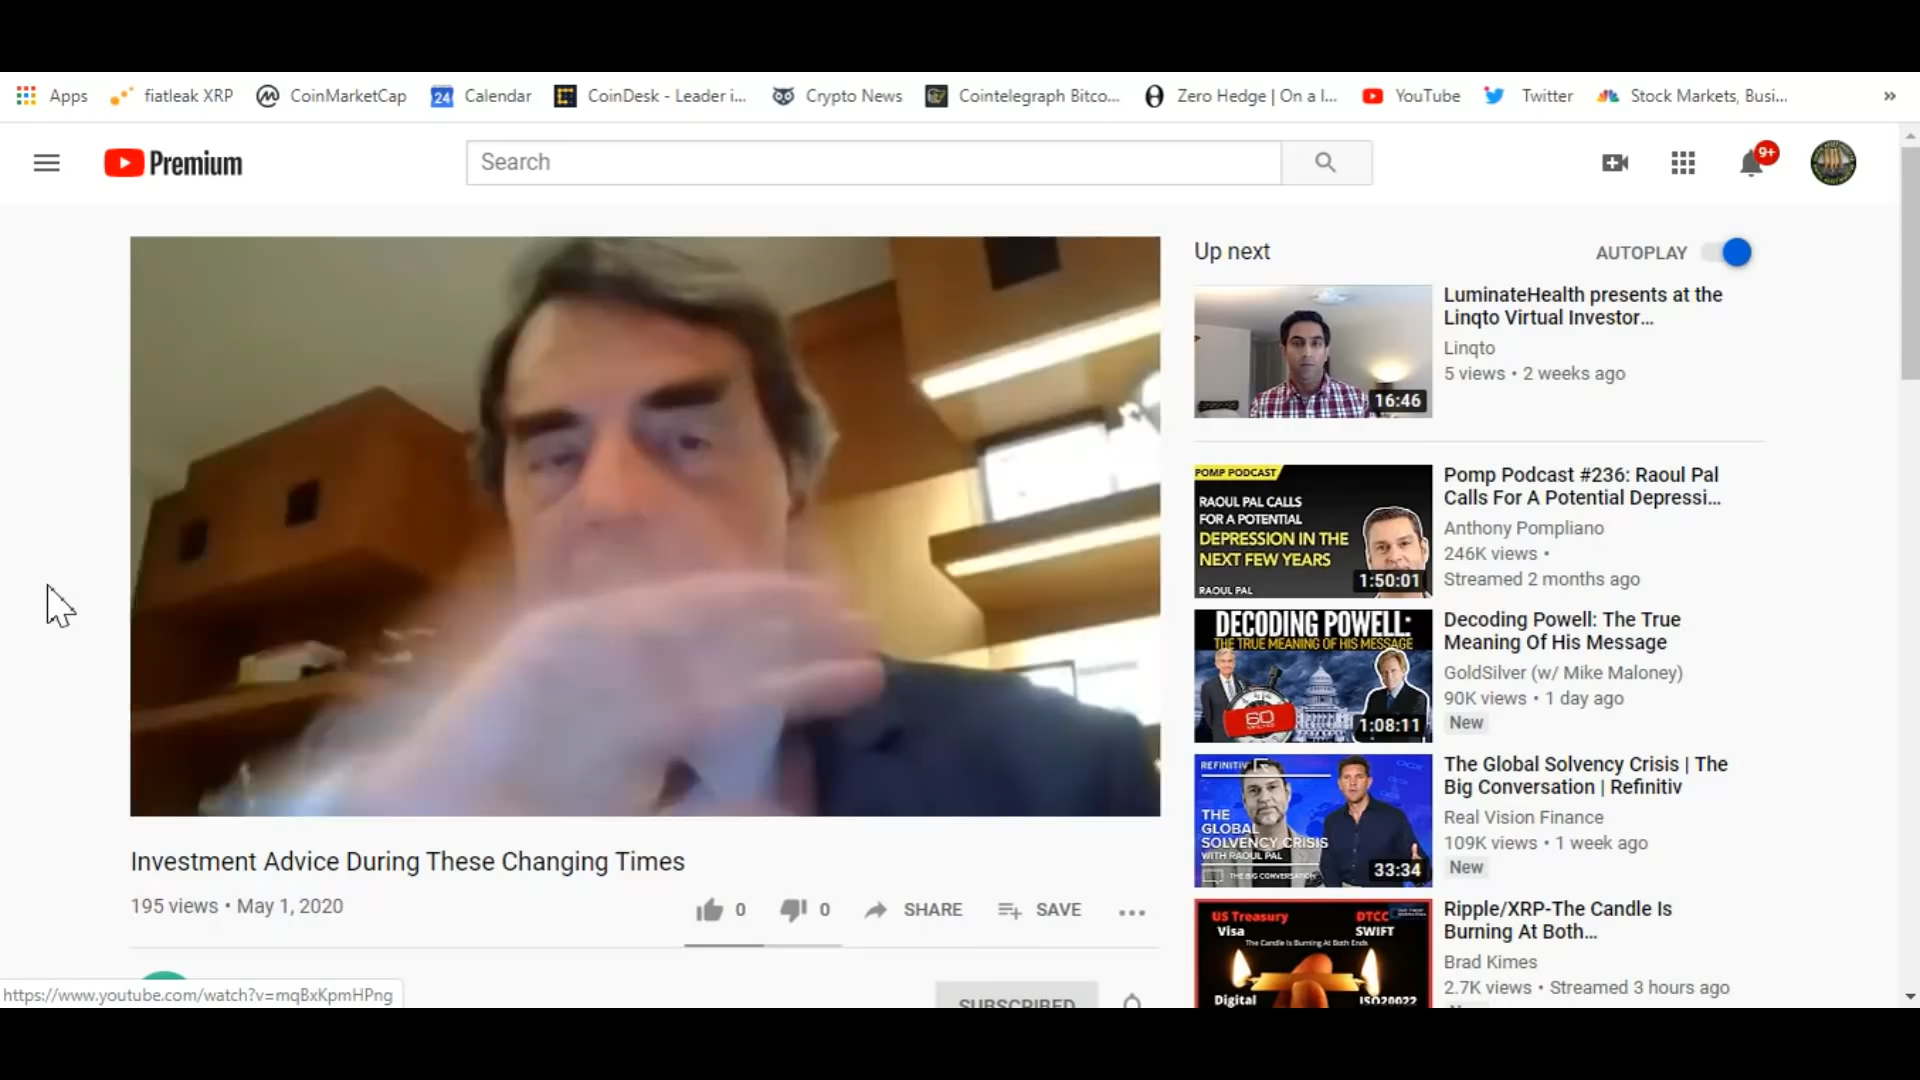 Apps
fiatleak XRP
CoinMarketCap
24
Calendar
CoinDesk - Leader i...
Crypto News
Cointelegraph Bitco...
Zero Hedge | On a l...
YouTube
Twitter
Stock Markets, Busi...
»
Premium
Search
9+
Up next
AUTOPLAY
16:46
LuminateHealth presents at the
Linqto Virtual Investor...
Linqto
5 views • 2 weeks ago
POMP PODCAST
RAOUL PAL CALLS
FOR A POTENTIAL
DEPRESSION IN THE
NEXT FEW YEARS
RAOUL PAL
1:50:01
Pomp Podcast #236: Raoul Pal
Calls For A Potential Depressi...
Anthony Pompliano
246K views •
Streamed 2 months ago
DECODING POWELL:
THE TRUE MEANING OF HIS MESSAGE
60
1:08:11
Decoding Powell: The True
Meaning Of His Message
GoldSilver (w/ Mike Maloney)
90K views • 1 day ago
New
REFINITIV
THE
GLOBAL
SOLVENCY CRISIS
WITH RAOUL PAL
THE BIG CONVERSATION
33:34
The Global Solvency Crisis | The
Big Conversation | Refinitiv
Real Vision Finance
109K views • 1 week ago
New
US Treasury
DTCC
Visa
SWIFT
The Candle Is Burning At Both Ends
Digital
ISO20022
Ripple/XRP-The Candle Is
Burning At Both...
Brad Kimes
2.7K views • Streamed 3 hours ago
Investment Advice During These Changing Times
195 views • May 1, 2020
0
0
SHARE
SAVE
SUBSCRIBED
https://www.youtube.com/watch?v=mqBxKpmHPng